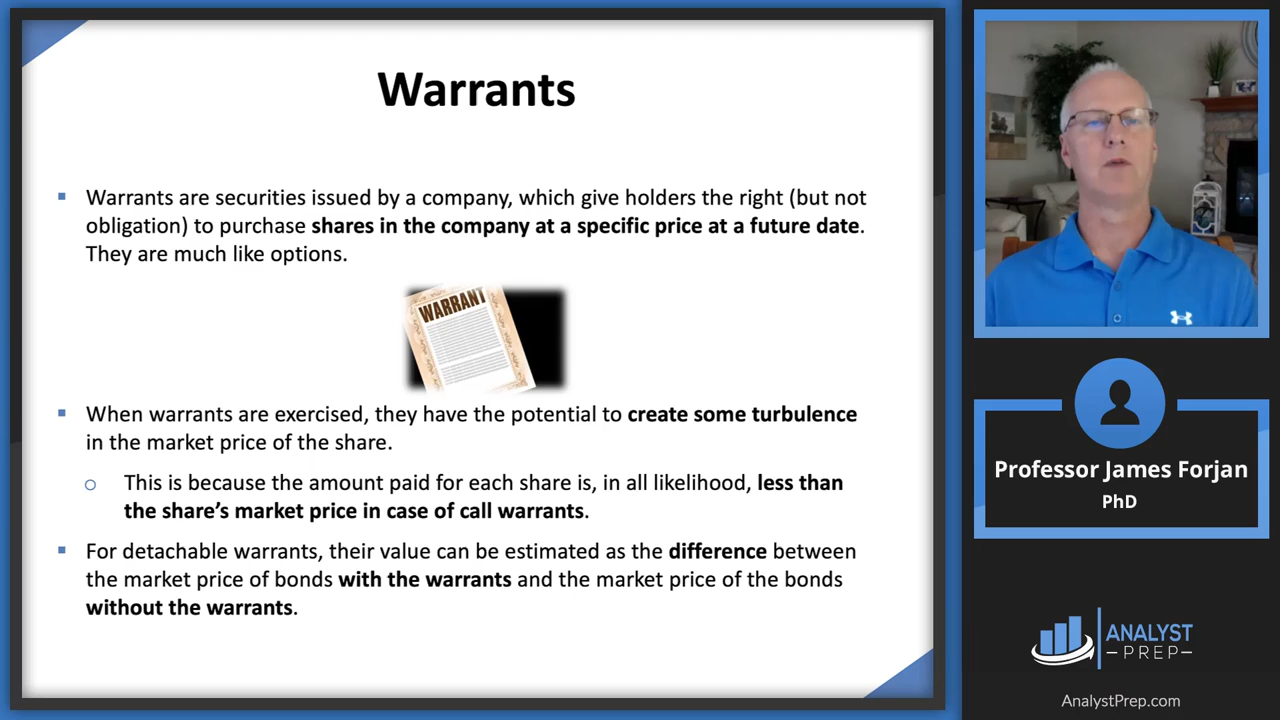 Warrants
Warrants are securities issued by a company, which give holders the right (but not
obligation) to purchase shares in the company at a specific price at a future date.
They are much like options.
WARRANT
When warrants are exercised, they have the potential to create some turbulence
in the market price of the share.
This is because the amount paid for each share is, in all likelihood, less than
the share’s market price in case of call warrants.
For detachable warrants, their value can be estimated as the difference between
the market price of bonds with the warrants and the market price of the bonds
without the warrants.
Professor James Forjan
PhD
ANALYST
PREP
AnalystPrep.com